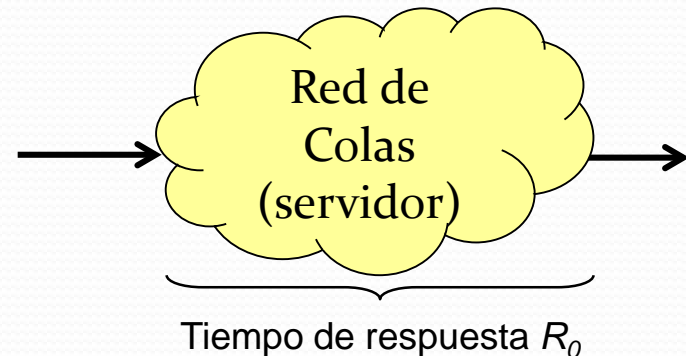 Red de
Colas
(servidor)
Tiempo de respuesta R₀